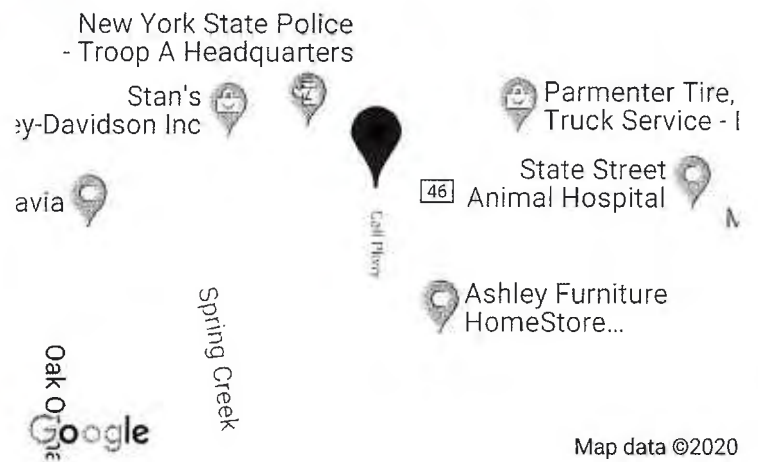 New York State Police
- Troop A Headquarters
Stan's
ey-Davidson Inc
Parmenter Tire,
Truck Service -
avia
46
State Street
Animal Hospital
Ashley Furniture
HomeStore...
Spring Creek
Oak O
Google
Map data ©2020